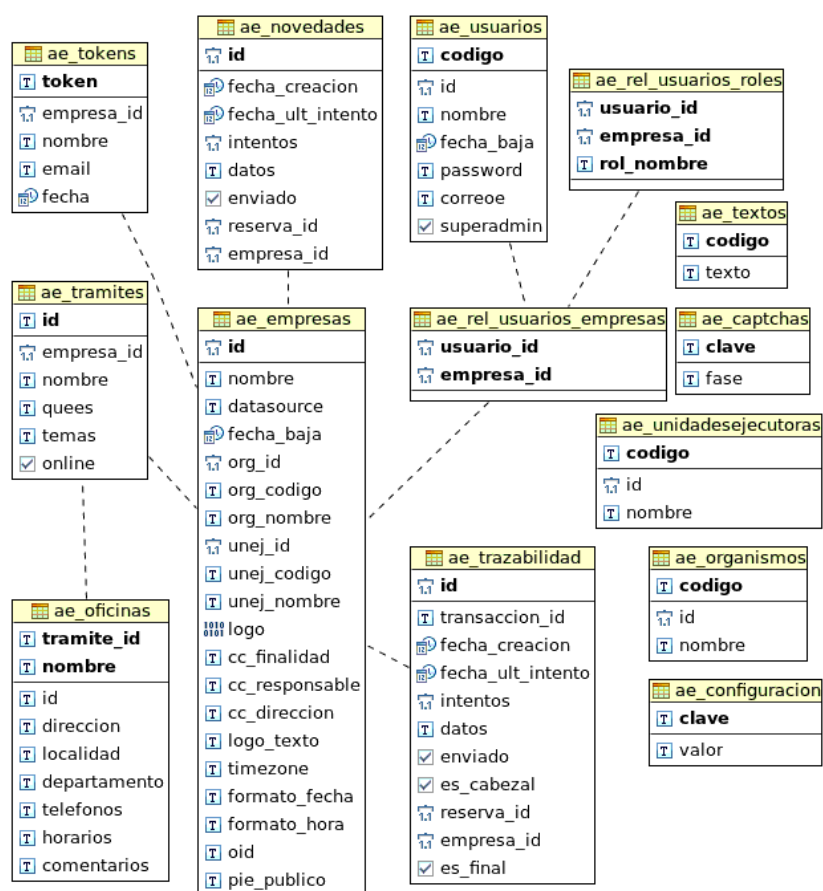 ae_tokens
token
empresa_id
nombre
email
fecha
ae_novedades
id
fecha_creacion
fecha_ult_intento
intentos
datos
enviado
reserva_id
empresa_id
ae_usuarios
codigo
id
nombre
fecha_baja
password
correoe
superadmin
ae_rel_usuarios_roles
usuario_id
empresa_id
rol_nombre
ae_textos
codigo
texto
ae_tramites
id
empresa_id
nombre
quees
temas
online
ae_empresas
id
nombre
datasource
fecha_baja
org_id
org_codigo
org_nombre
unej_id
unej_codigo
unej_nombre
logo
cc_finalidad
cc_responsable
cc_direccion
logo_texto
timezone
formato_fecha
formato_hora
oid
pie_publico
ae_rel_usuarios_empresas
usuario_id
empresa_id
ae_captchas
clave
fase
ae_unidadesejecutoras
codigo
id
nombre
ae_oficinas
tramite_id
nombre
id
direccion
localidad
departamento
telefonos
horarios
comentarios
ae_trazabilidad
id
transaccion_id
fecha_creacion
fecha_ult_intento
intentos
datos
enviado
es_cabezal
reserva_id
empresa_id
es_final
ae_organismos
codigo
id
nombre
ae_configuracion
clave
valor